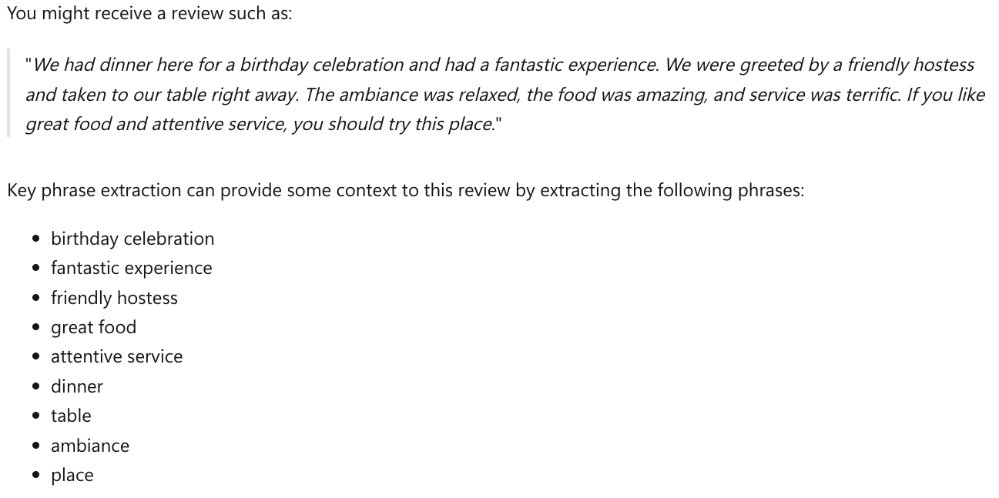 You might receive a review such as:
"We had dinner here for a birthday celebration and had a fantastic experience. We were greeted by a friendly hostess
and taken to our table right away. The ambiance was relaxed, the food was amazing, and service was terrific. If you like
great food and attentive service, you should try this place."
Key phrase extraction can provide some context to this review by extracting the following phrases:
• birthday celebration
• fantastic experience
• friendly hostess
• great food
• attentive service
• dinner
• table
• ambiance
• place